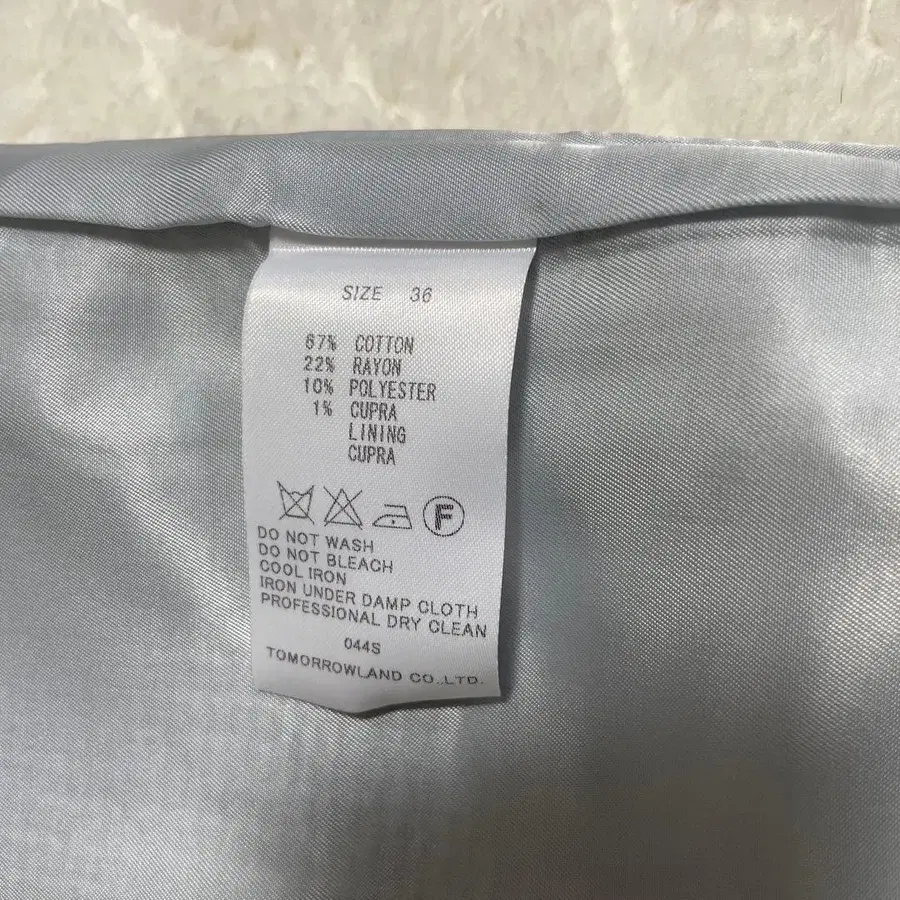 SIZE 36
67% COTTON
22% RAYON
10% POLYESTER
1% CUPRA
LINING
CUPRA
F
DO NOT WASH
DO NOT BLEACH
COOL IRON
IRON UNDER DAMP CLOTH
PROFESSIONAL DRY CLEAN
044S
TOMORROWLAND CO.,LTD.